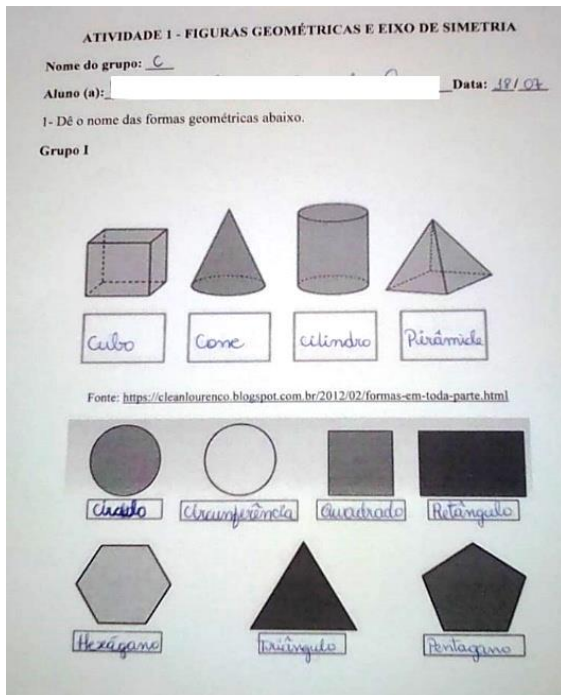 ATIVIDADE 1 - FIGURAS GEOMÉTRICAS E EIXO DE SIMETRIA
Nome do grupo: C
Aluno (a): Data: 18/ 07
1- Dê o nome das formas geométricas abaixo.
Grupo I
Cubo Cone Cilindro Pirâmide
Fonte: https://cleanlourenco.blogspot.com.br/2012/02/formas-em-toda-parte.html
Círculo Circunferência Quadrado Retângulo
Hexágano Triângulo Pentagano